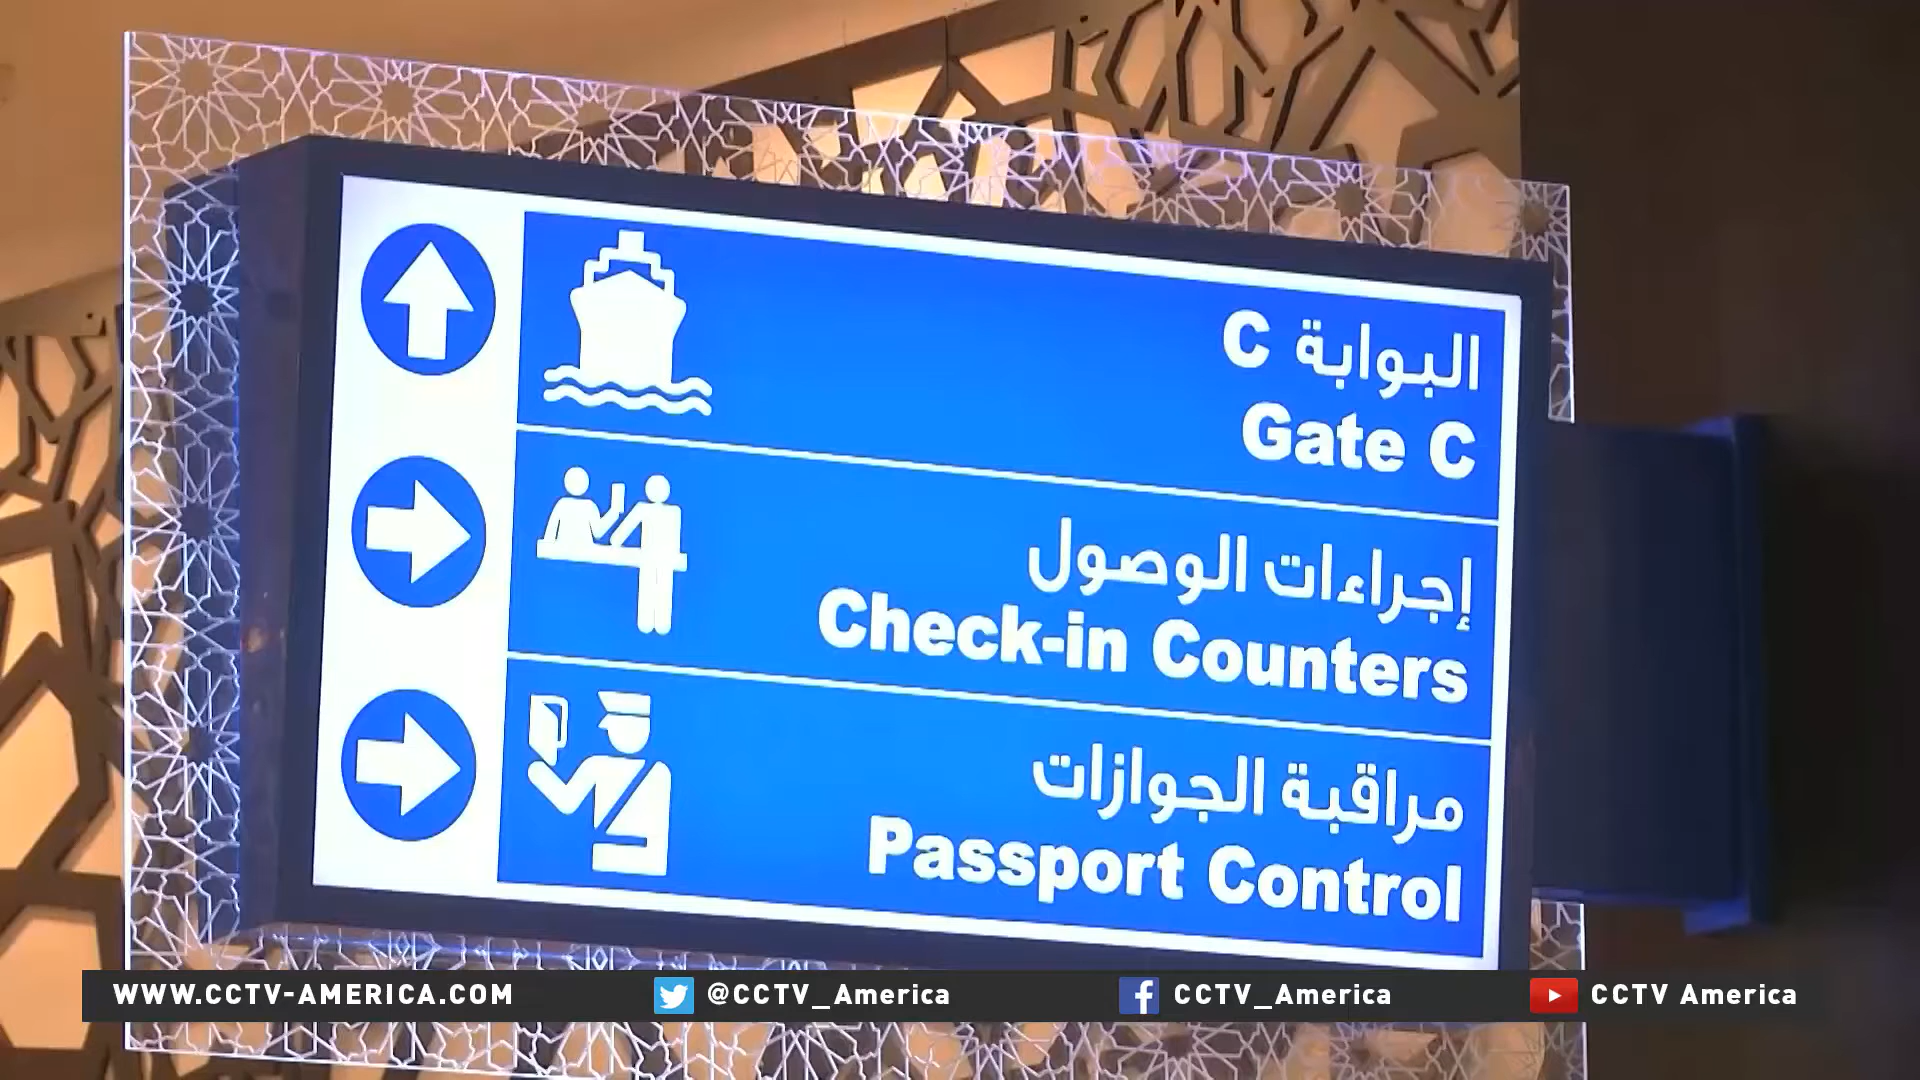 البوابة C
Gate C
إجراءات الوصول
Check-in Counters
مراقبة الجوازات
Passport Control
WWW.CCTV-AMERICA.COM
@CCTV_America
CCTV_America
CCTV America